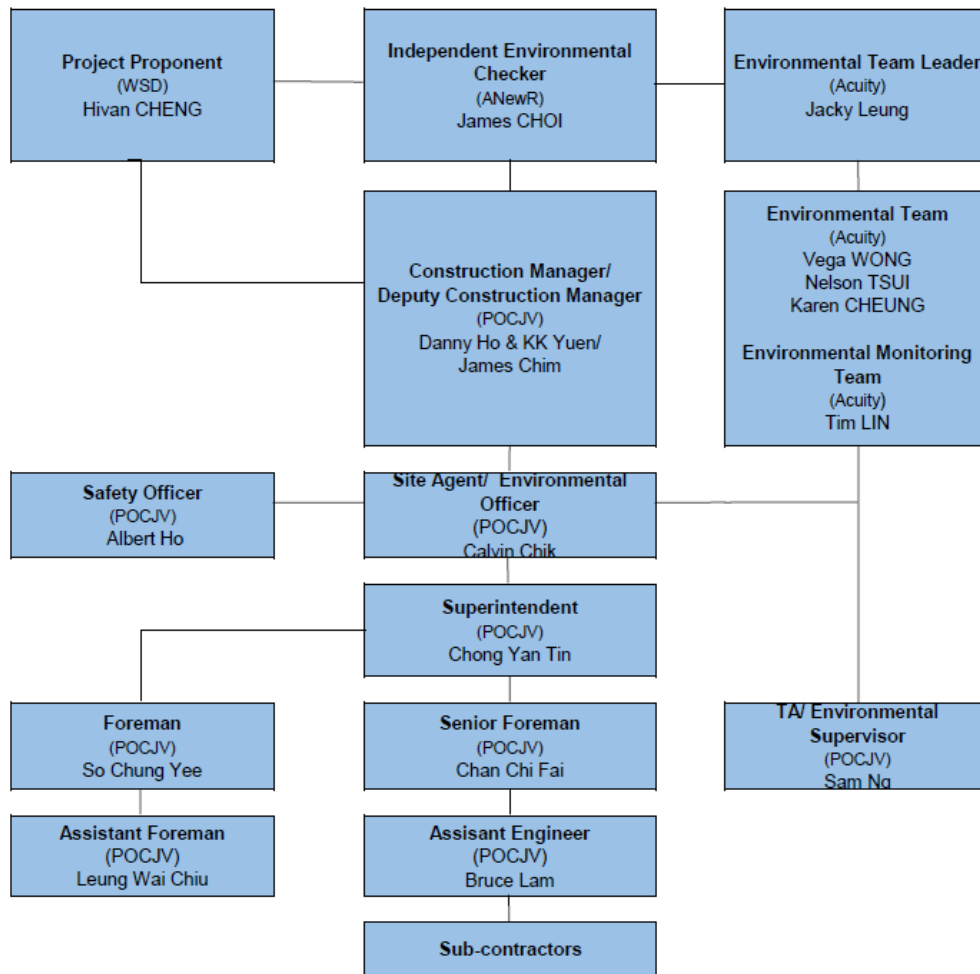 Project Proponent
(WSD)
Hivan CHENG
Independent Environmental
Checker
(ANewR)
James CHOI
Environmental Team Leader
(Acuity)
Jacky Leung
Construction Manager/
Deputy Construction Manager
(POCJV)
Danny Ho & KK Yuen/
James Chim
Environmental Team
(Acuity)
Vega WONG
Nelson TSUI
Karen CHEUNG
Environmental Monitoring
Team
(Acuity)
Tim LIN
Safety Officer
(POCJV)
Albert Ho
Site Agent/ Environmental
Officer
(POCJV)
Calvin Chik
Superintendent
(POCJV)
Chong Yan Tin
Foreman
(POCJV)
So Chung Yee
Senior Foreman
(POCJV)
Chan Chi Fai
TA/ Environmental
Supervisor
(POCJV)
Sam Ng
Assistant Foreman
(POCJV)
Leung Wai Chiu
Assisant Engineer
(POCJV)
Bruce Lam
Sub-contractors